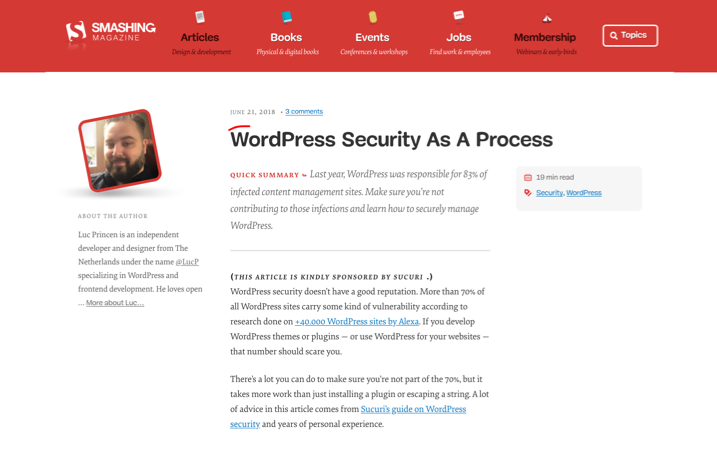 SMASHING
MAGAZINE
Articles
Design & development
Books
Physical & digital books
Events
Conferences & workshops
Jobs
Find work & employees
Membership
Webinars & early-birds
Topics
JUNE 21, 2018 • 3 comments
WordPress Security As A Process
QUICK SUMMARY ↬ Last year, WordPress was responsible for 83% of
infected content management sites. Make sure you’re not
contributing to those infections and learn how to securely manage
WordPress.
19 min read
Security, WordPress
ABOUT THE AUTHOR
Luc Princen is an independent
developer and designer from The
Netherlands under the name @LucP
specializing in WordPress and
frontend development. He loves open
… More about Luc…
(THIS ARTICLE IS KINDLY SPONSORED BY SUCURI .)
WordPress security doesn’t have a good reputation. More than 70% of
all WordPress sites carry some kind of vulnerability according to
research done on +40.000 WordPress sites by Alexa. If you develop
WordPress themes or plugins — or use WordPress for your websites —
that number should scare you.
There’s a lot you can do to make sure you’re not part of the 70%, but it
takes more work than just installing a plugin or escaping a string. A lot
of advice in this article comes from Sucuri’s guide on WordPress
security and years of personal experience.